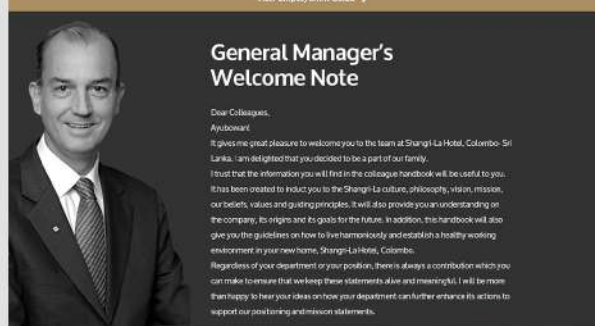 General Manager's
Welcome Note
Dear Colleagues,
Ayubowan!
It gives me great pleasure to welcome you to the team at Shangri-La Hotel, Colombo- Sri
Lanka. I am delighted that you decided to be a part of our family.
I trust that the information you will find in the colleague handbook will be useful to you.
It has been created to induct you to the Shangri-La culture, philosophy, vision, mission,
our beliefs, values and guiding principles. It will also provide you an understanding on
the company, its origins and its goals for the future. In addition, this handbook will also
give you the guidelines on how to live harmoniously and establish a healthy working
environment in your new home, Shangri-La Hotel, Colombo.
Regardless of your department or your position, there is always a contribution which you
can make to ensure that we keep these statements alive and meaningful. I will be more
than happy to hear your ideas on how your department can further enhance its actions to
support our positioning and mission statements.